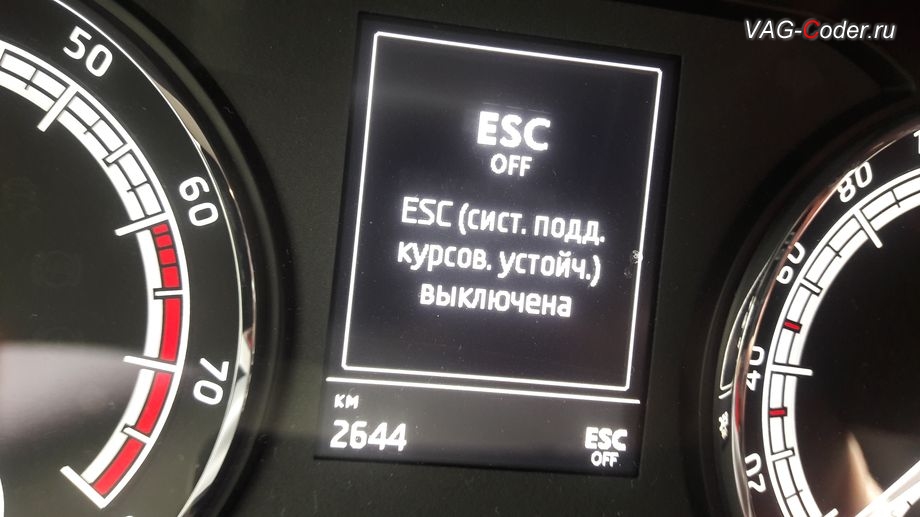 VAG-Coder.ru
50
60
70
ESC
OFF
ESC (сист. подд.
курсов. устойч.)
выключена
км
2644
ESC
OFF
80
60
40
20